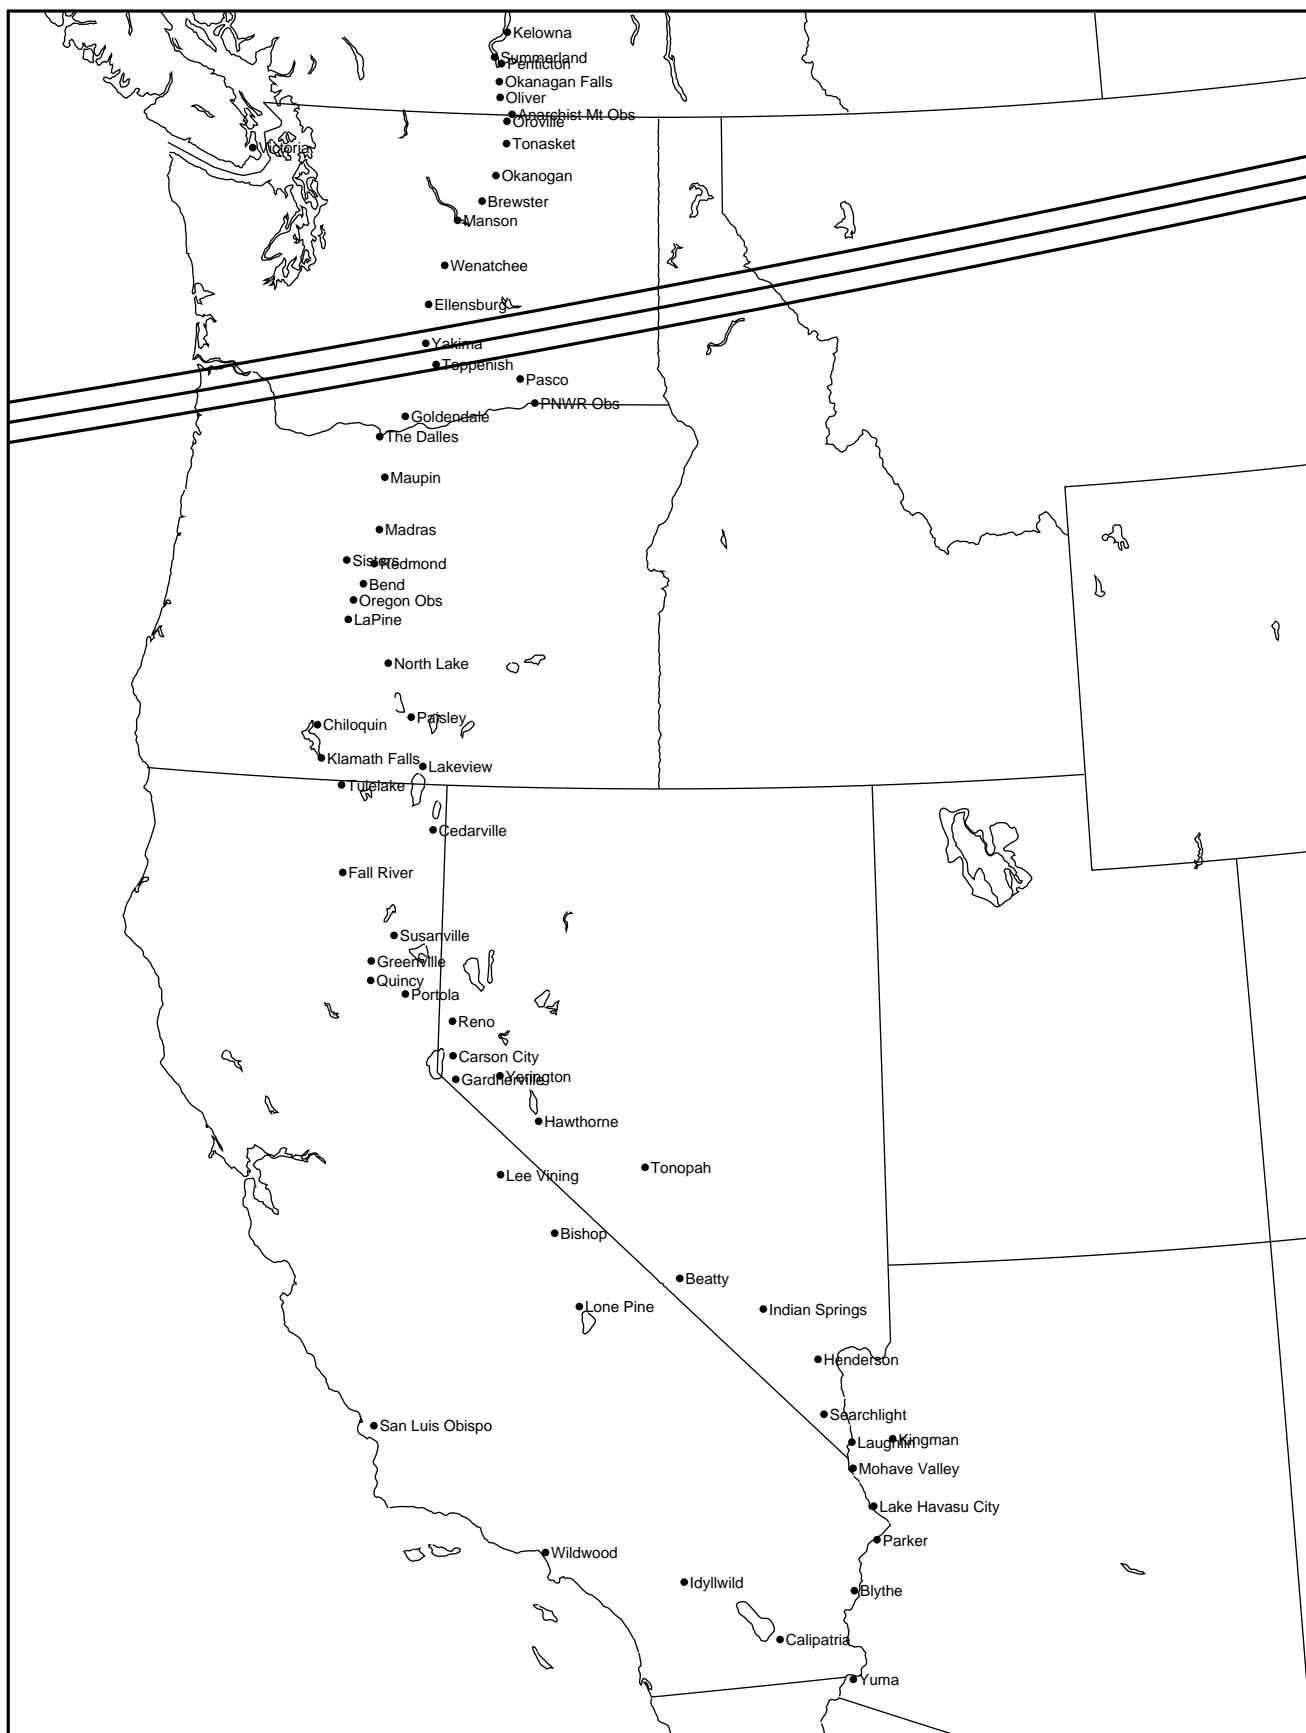 Kelowna
Summerland
Penticton
Okanagan Falls
Oliver
Anarchist Mt Obs
Oroville
Tonasket
Victoria
Okanogan
Brewster
Manson
Wenatchee
Ellensburg
Yakima
Toppenish
Pasco
PNWR Obs
Goldendale
The Dalles
Maupin
Madras
Sisters
Redmond
Bend
Oregon Obs
LaPine
North Lake
Paisley
Chiloquin
Klamath Falls
Lakeview
Tulelake
Cedarville
Fall River
Susanville
Greenville
Quincy
Portola
Reno
Carson City
Yerington
Gardnerville
Hawthorne
Tonopah
Lee Vining
Bishop
Beatty
Lone Pine
Indian Springs
Henderson
Searchlight
San Luis Obispo
Kingman
Laughlin
Mohave Valley
Lake Havasu City
Parker
Wildwood
Idyllwild
Blythe
Calipatria
Yuma